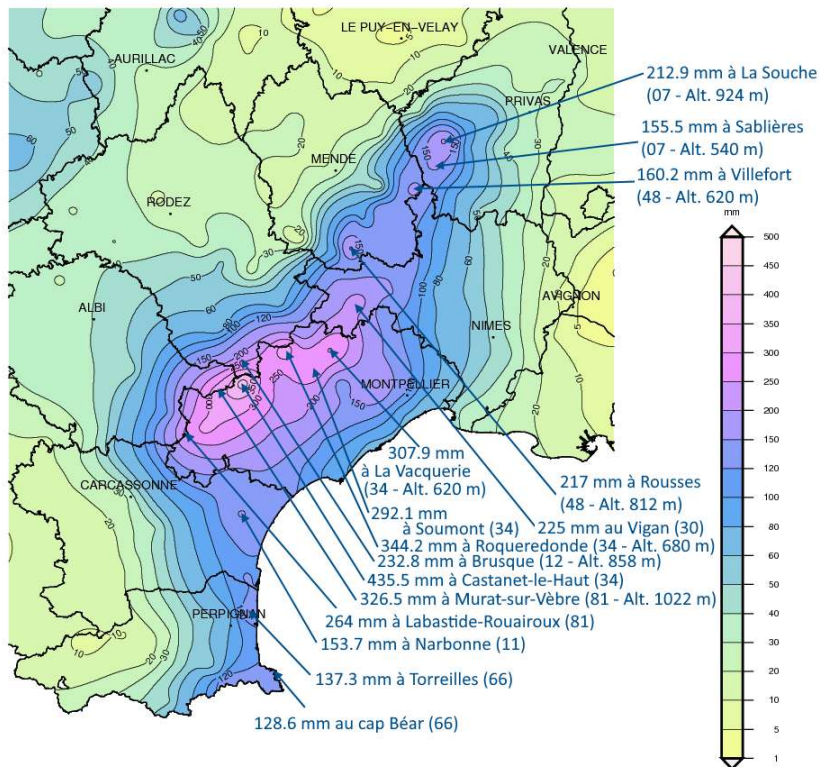 LE PUY-EN-VELAY
AURILLAC
VALENCE
PRIVAS
MENDE
RODEZ
ALBI
AVIGNON
NIMES
MONTPELLIER
CARCASSONNE
PERPIGNAN
212.9 mm à La Souche
(07 - Alt. 924 m)
155.5 mm à Sablières
(07 - Alt. 540 m)
160.2 mm à Villefort
(48 - Alt. 620 m)
307.9 mm
à La Vacquerie
(34 - Alt. 620 m)
217 mm à Rousses
(48 - Alt. 812 m)
292.1 mm
à Soumont (34)
225 mm au Vigan (30)
344.2 mm à Roqueredonde (34 - Alt. 680 m)
232.8 mm à Brusque (12 - Alt. 858 m)
435.5 mm à Castanet-le-Haut (34)
326.5 mm à Murat-sur-Vèbre (81 - Alt. 1022 m)
264 mm à Labastide-Rouairoux (81)
153.7 mm à Narbonne (11)
137.3 mm à Torreilles (66)
128.6 mm au cap Béar (66)
mm
500
450
400
350
300
250
200
150
120
100
80
60
50
40
30
20
10
5
1